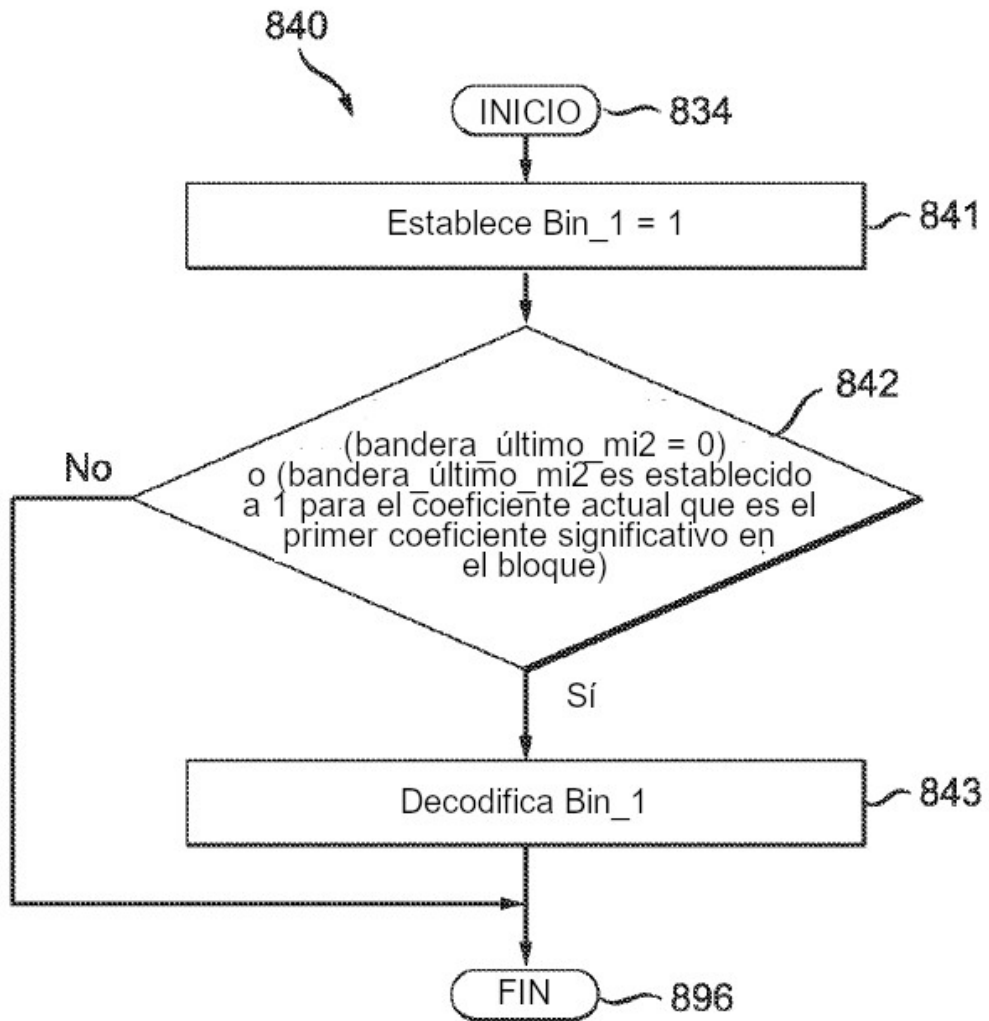 840
INICIO
834
Establece Bin_1 = 1
841
842
(bandera_último_mi2 = 0)
o (bandera_último_mi2 es establecido
a 1 para el coeficiente actual que es el
primer coeficiente significativo en
el bloque)
No
Sí
Decodifica Bin_1
843
FIN
896